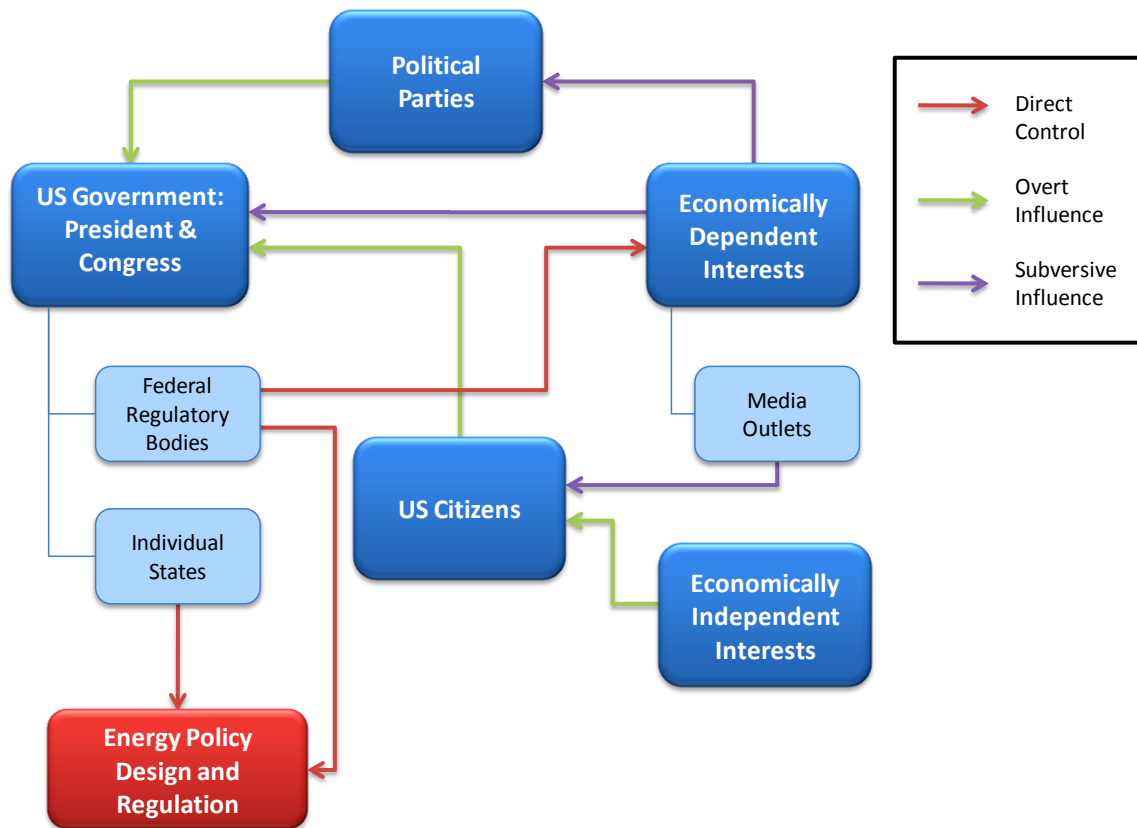 Political
Parties
US Government:
President &
Congress
Economically
Dependent
Interests
Federal
Regulatory
Bodies
Media
Outlets
US Citizens
Individual
States
Economically
Independent
Interests
Energy Policy
Design and
Regulation
Direct
Control
Overt
Influence
Subversive
Influence